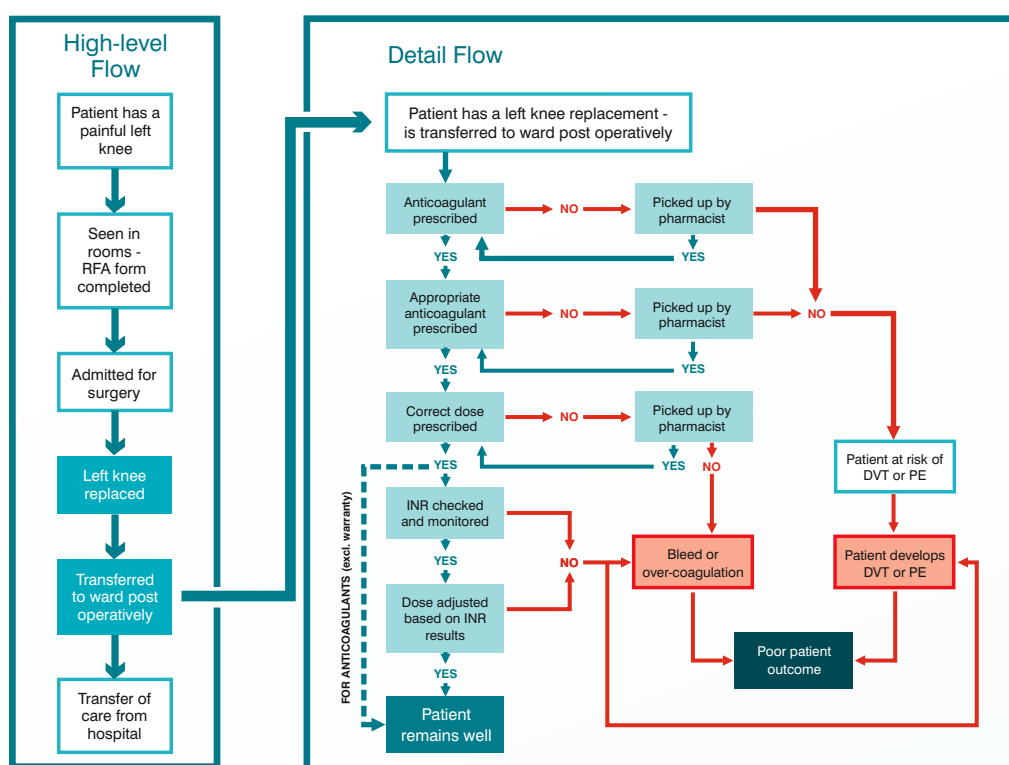 High-level
Flow
Patient has a
painful left
knee
Seen in
rooms -
RFA form
completed
Admitted for
surgery
Left knee
replaced
Transferred
to ward post
operatively
Transfer of
care from
hospital
Detail Flow
Patient has a left knee replacement -
is transferred to ward post operatively
Anticoagulant
prescribed
NO
Picked up by
pharmacist
YES
YES
Appropriate
anticoagulant
prescribed
NO
Picked up by
pharmacist
NO
YES
YES
Correct dose
prescribed
NO
Picked up by
pharmacist
YES
YES
NO
Patient at risk of
DVT or PE
FOR ANTICOAGULANTS (excl. warranty)
INR checked
and monitored
YES
NO
Bleed or
over-coagulation
Patient develops
DVT or PE
Dose adjusted
based on INR
results
YES
Poor patient
outcome
Patient
remains well